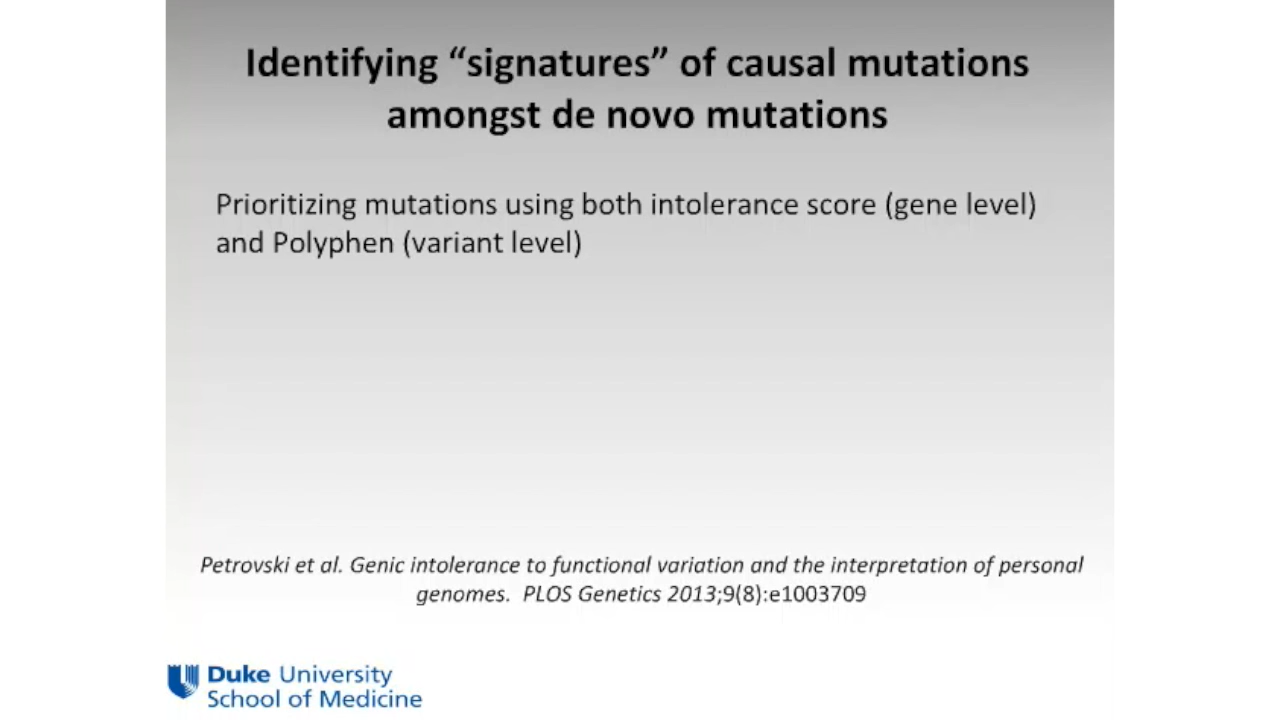 Identifying “signatures” of causal mutations
amongst de novo mutations
Prioritizing mutations using both intolerance score (gene level)
and Polyphen (variant level)
Petrovski et al. Genic intolerance to functional variation and the interpretation of personal
genomes.  PLOS Genetics 2013;9(8):e1003709
Duke University
School of Medicine